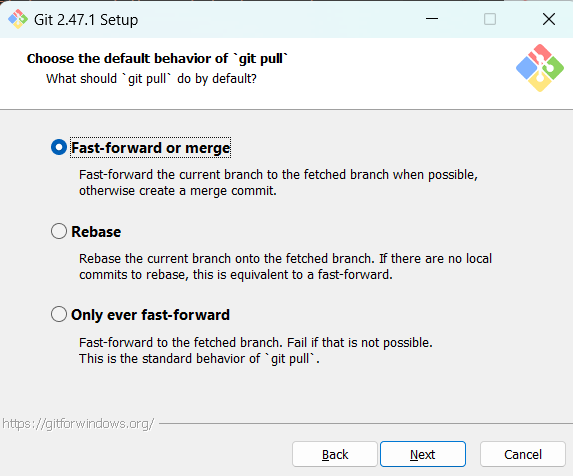 Git 2.47.1 Setup
Choose the default behavior of `git pull`
What should `git pull` do by default?
Fast-forward or merge
Fast-forward the current branch to the fetched branch when possible,
otherwise create a merge commit.
Rebase
Rebase the current branch onto the fetched branch. If there are no local
commits to rebase, this is equivalent to a fast-forward.
Only ever fast-forward
Fast-forward to the fetched branch. Fail if that is not possible.
This is the standard behavior of `git pull`.
https://gitforwindows.org/
Back
Next
Cancel